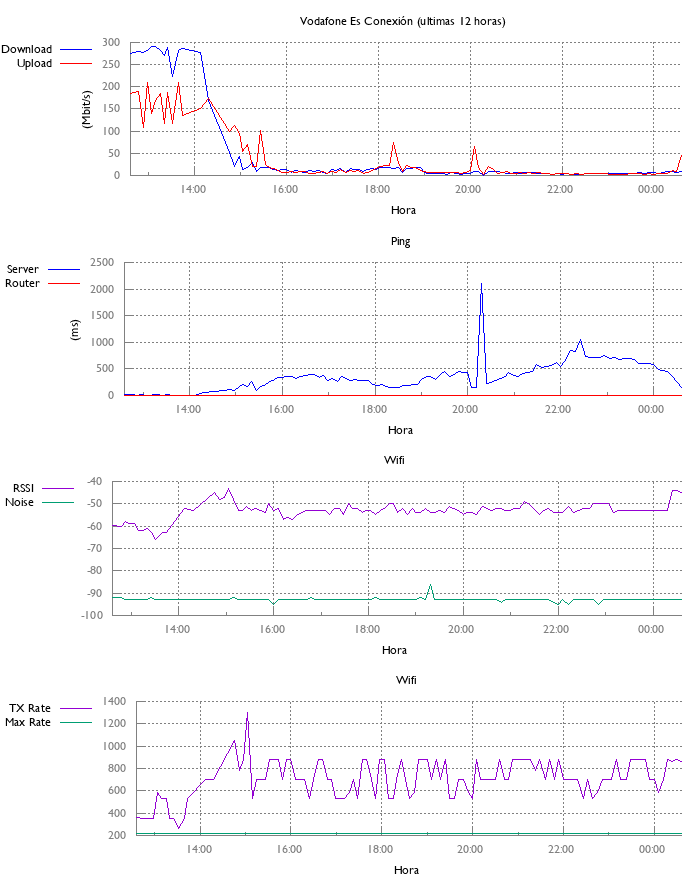 Vodafone Es Conexión (ultimas 12 horas)
Download
Upload
(Mbit/s)
300
250
200
150
100
50
0
14:00 16:00 18:00 20:00 22:00 00:00
Hora
Ping
Server
Router
(ms)
2500
2000
1500
1000
500
0
14:00 16:00 18:00 20:00 22:00 00:00
Hora
Wifi
RSSI
Noise
-40
-50
-60
-70
-80
-90
-100
14:00 16:00 18:00 20:00 22:00 00:00
Hora
Wifi
TX Rate
Max Rate
1400
1200
1000
800
600
400
200
14:00 16:00 18:00 20:00 22:00 00:00
Hora